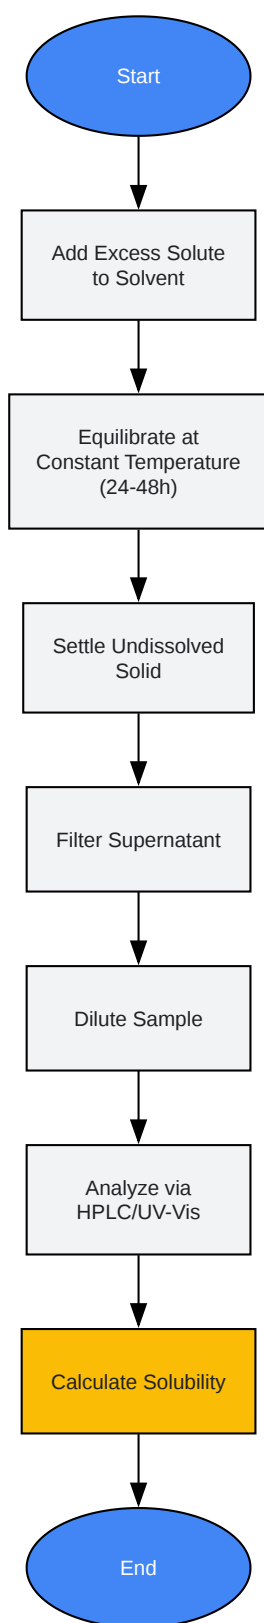 Start
Add Excess Solute
to Solvent
Equilibrate at
Constant Temperature
(24-48h)
Settle Undissolved
Solid
Filter Supernatant
Dilute Sample
Analyze via
HPLC/UV-Vis
Calculate Solubility
End